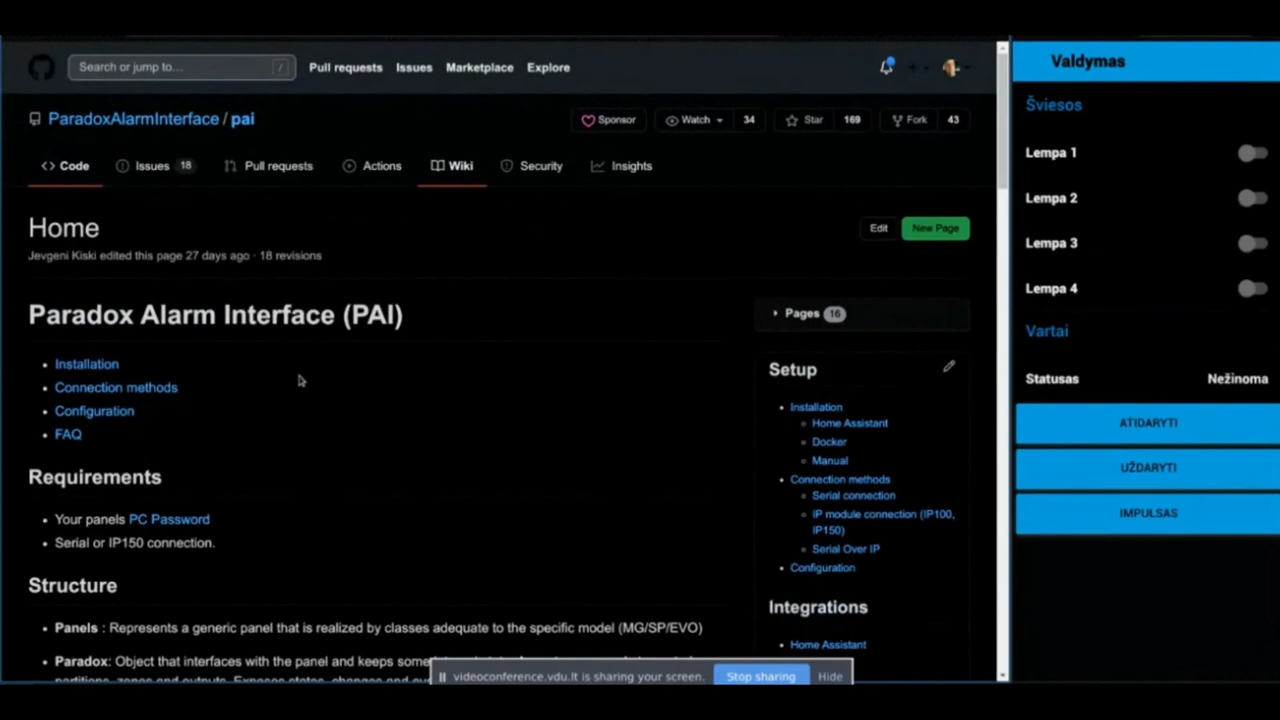 Search or jump to... /
Pull requests Issues Marketplace Explore
ParadoxAlarmInterface / pai
Sponsor Watch 34 Star 169 Fork 43
Code Issues 18 Pull requests Actions Wiki Security Insights
Home
Edit New Page
Jevgeni Kiski edited this page 27 days ago · 18 revisions
Paradox Alarm Interface (PAI)
• Installation
• Connection methods
• Configuration
• FAQ
Requirements
• Your panels PC Password
• Serial or IP150 connection.
Structure
• Panels : Represents a generic panel that is realized by classes adequate to the specific model (MG/SP/EVO)
• Paradox: Object that interfaces with the panel and keeps
Pages 16
Setup
• Installation
Home Assistant
Docker
Manual
• Connection methods
Serial connection
IP module connection (IP100,
IP150)
Serial Over IP
• Configuration
Integrations
• Home Assistant
videoconference.vdu.lt is sharing your screen. Stop sharing Hide
Valdymas
Šviesos
Lempa 1
Lempa 2
Lempa 3
Lempa 4
Vartai
Statusas Nežinoma
ATIDARYTI
UŽDARYTI
IMPULSAS